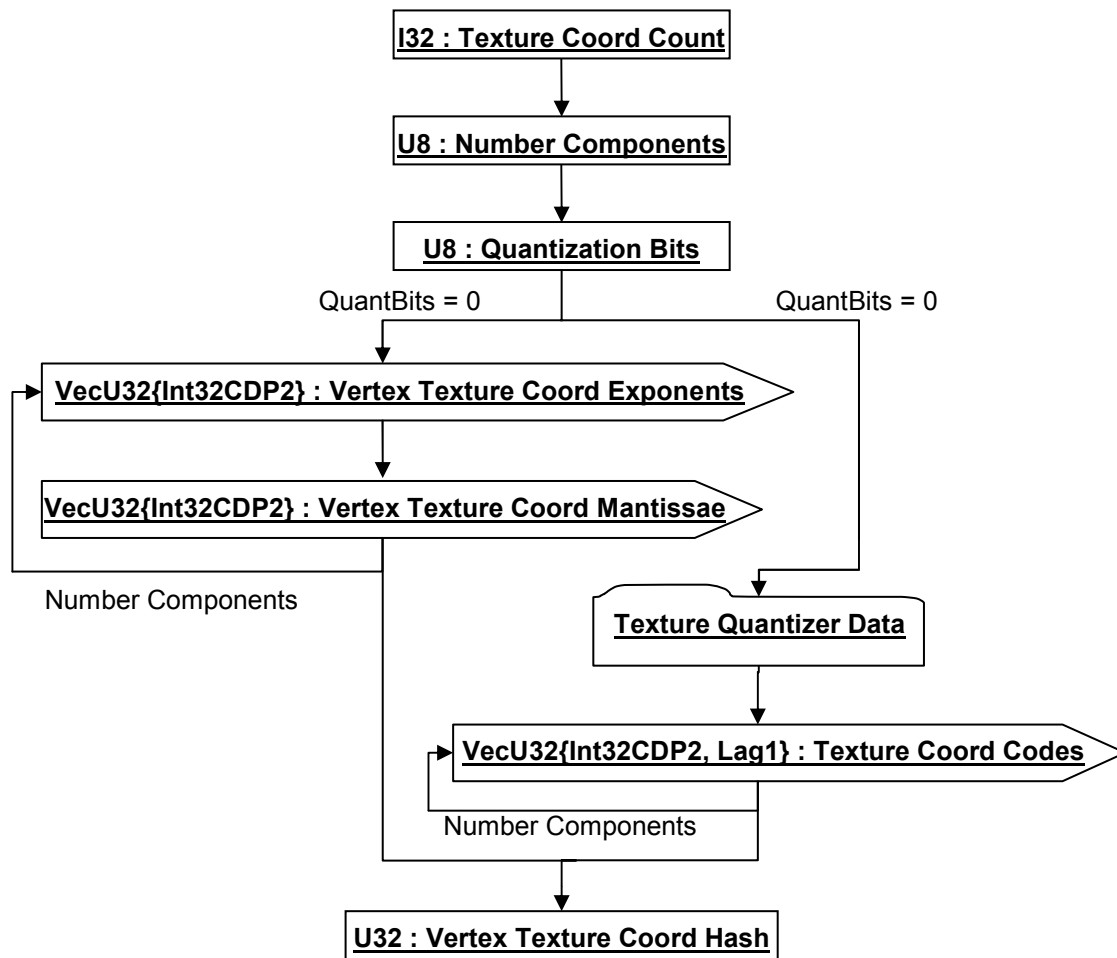 I32 : Texture Coord Count
U8 : Number Components
U8 : Quantization Bits
QuantBits = 0
QuantBits = 0
VecU32{Int32CDP2} : Vertex Texture Coord Exponents
VecU32{Int32CDP2} : Vertex Texture Coord Mantissae
Number Components
Texture Quantizer Data
VecU32{Int32CDP2, Lag1} : Texture Coord Codes
Number Components
U32 : Vertex Texture Coord Hash